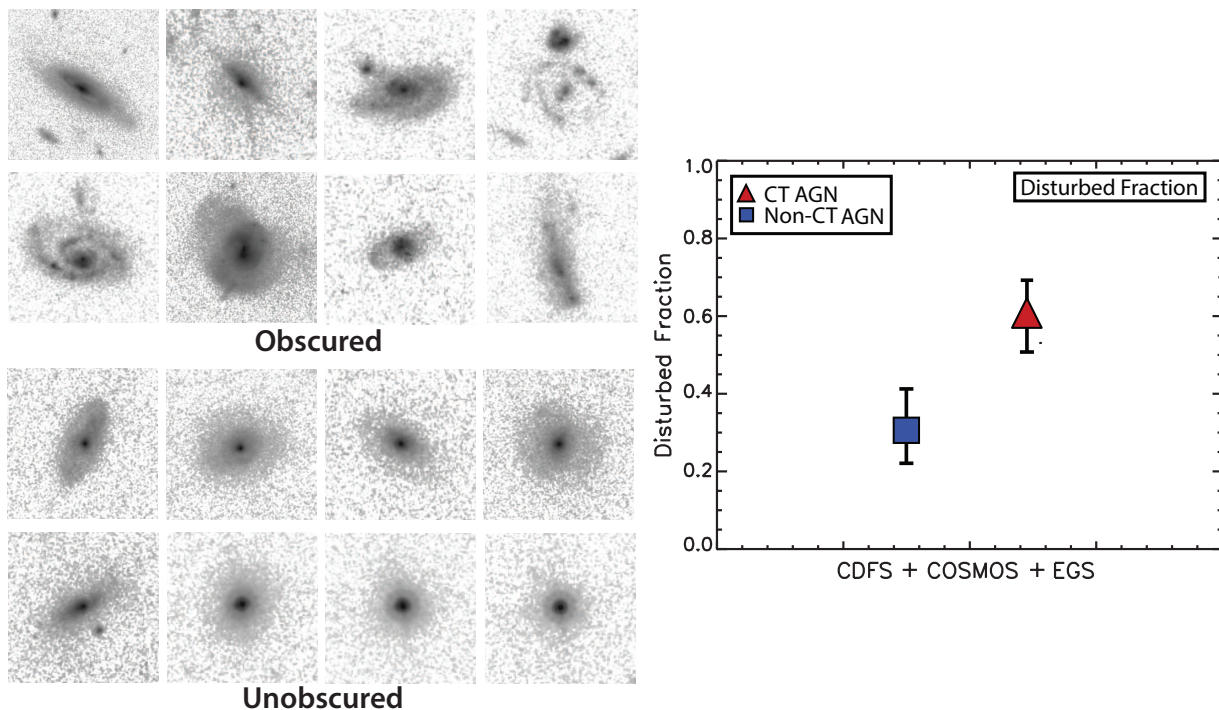 Obscured
Unobscured
1.0
0.8
0.6
0.4
0.2
0.0
Disturbed Fraction
CT AGN
Non-CT AGN
Disturbed Fraction
CDFS + COSMOS + EGS